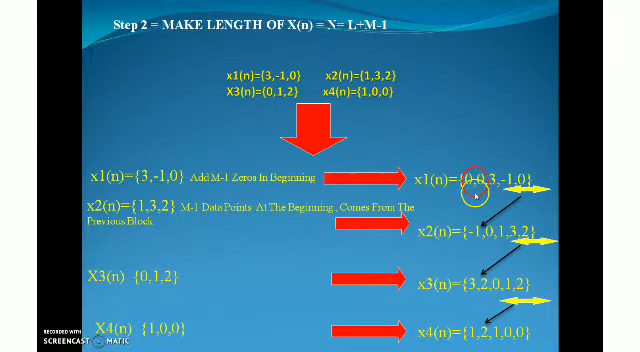 Step 2 = MAKE LENGTH OF X(n) = N= L+M-1
x1(n)={3,-1,0} x2(n)={1,3,2}
X3(n)={0,1,2} x4(n)={1,0,0}
x1(n)={3,-1,0} Add M-1 Zeros In Beginning x1(n)={0,0,3,-1,0}
x2(n)={1,3,2} M-1 Data Points At The Beginning, Comes From The
Previous Block x2(n)={-1,0,1,3,2}
X3(n) {0,1,2} x3(n)={3,2,0,1,2}
X4(n) {1,0,0} x4(n)={1,2,1,0,0}
RECORDED WITH
SCREENCAST MATIC